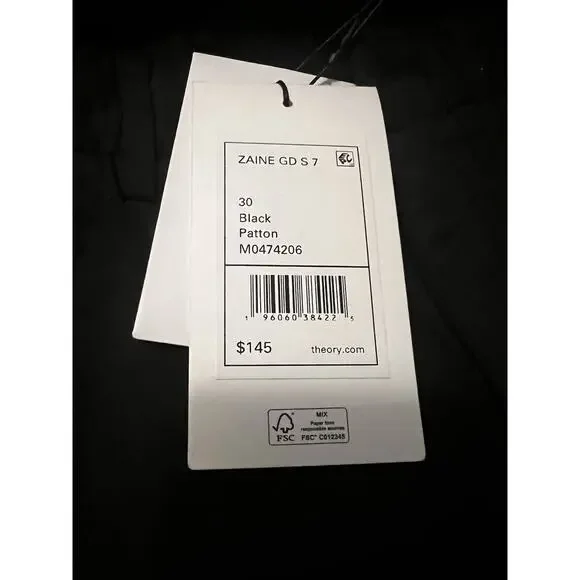 ZAINE GD S 7
30
Black
Patton
M0474206
1 96060 38422 5
$145 theory.com
FSC
MIX
Paper from
responsible sources
FSC® C012345